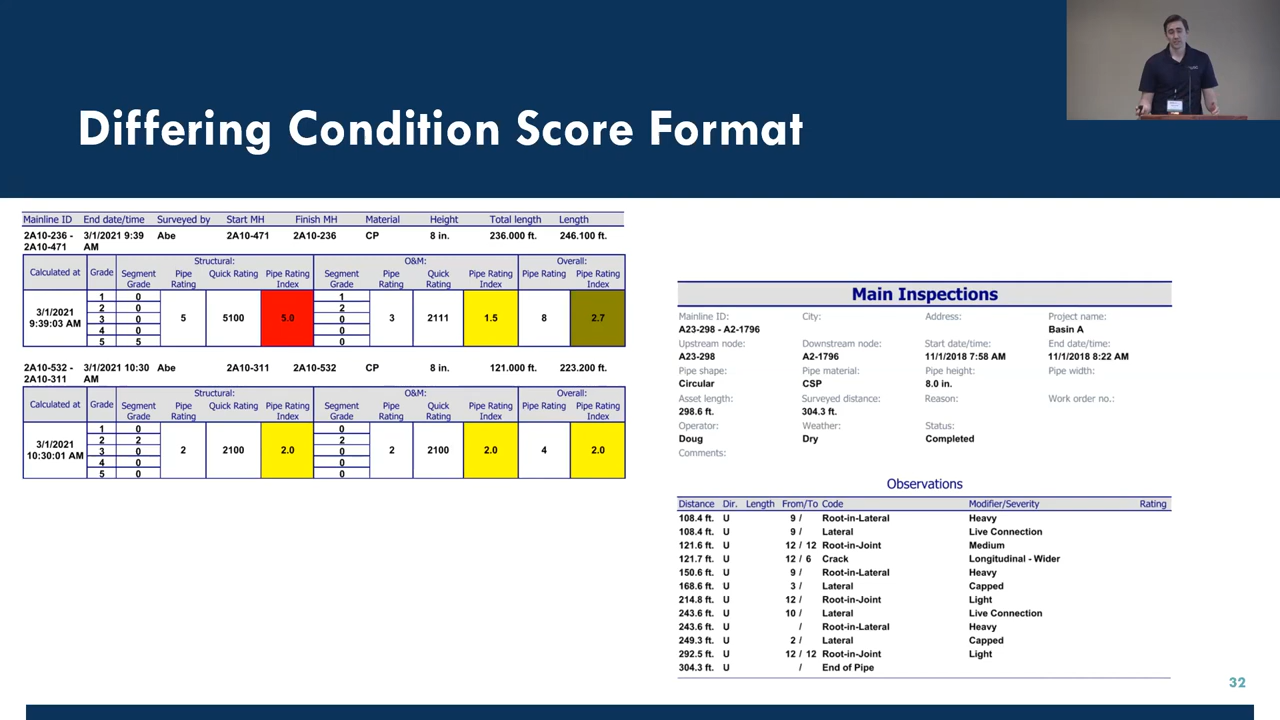 Differing Condition Score Format
Mainline ID End date/time Surveyed by Start MH Finish MH Material Height Total length Length
2A10-236 - 3/1/2021 9:39 Abe 2A10-471 2A10-236 CP 8 in. 236.000 ft. 246.100 ft.
2A10-471 AM
Structural: O&M: Overall:
Calculated at Grade Segment Grade Pipe Rating Quick Rating Pipe Rating Index Segment Grade Pipe Rating Quick Rating Pipe Rating Index Pipe Rating Pipe Rating Index
3/1/2021 9:39:03 AM
1 0 1
2 0 2
3 0 5 5100 5.0 0 3 2111 1.5 8 2.7
4 0 0
5 5 0
2A10-532 - 3/1/2021 10:30 Abe 2A10-311 2A10-532 CP 8 in. 121.000 ft. 223.200 ft.
2A10-311 AM
Structural: O&M: Overall:
Calculated at Grade Segment Grade Pipe Rating Quick Rating Pipe Rating Index Segment Grade Pipe Rating Quick Rating Pipe Rating Index Pipe Rating Pipe Rating Index
3/1/2021 10:30:01 AM
1 0 0
2 2 2
3 0 2 2100 2.0 0 2 2100 2.0 4 2.0
4 0 0
5 0 0
Main Inspections
Mainline ID: City: Address: Project name:
A23-298 - A2-1796 Basin A
Upstream node: Downstream node: Start date/time: End date/time:
A23-298 A2-1796 11/1/2018 7:58 AM 11/1/2018 8:22 AM
Pipe shape: Pipe material: Pipe height: Pipe width:
Circular CSP 8.0 in.
Asset length: Surveyed distance: Reason: Work order no.:
298.6 ft. 304.3 ft.
Operator: Weather: Status:
Doug Dry Completed
Comments:
Observations
Distance Dir. Length From/To Code Modifier/Severity Rating
108.4 ft. U 9 / Root-in-Lateral Heavy
108.4 ft. U 9 / Lateral Live Connection
121.6 ft. U 12 / 12 Root-in-Joint Medium
121.7 ft. U 12 / 6 Crack Longitudinal - Wider
150.6 ft. U 9 / Root-in-Lateral Heavy
168.6 ft. U 3 / Lateral Capped
214.8 ft. U 12 / Root-in-Joint Light
243.6 ft. U 10 / Lateral Live Connection
243.6 ft. U / Root-in-Lateral Heavy
249.3 ft. U 2 / Lateral Capped
292.5 ft. U 12 / 12 Root-in-Joint Light
304.3 ft. U / End of Pipe
32